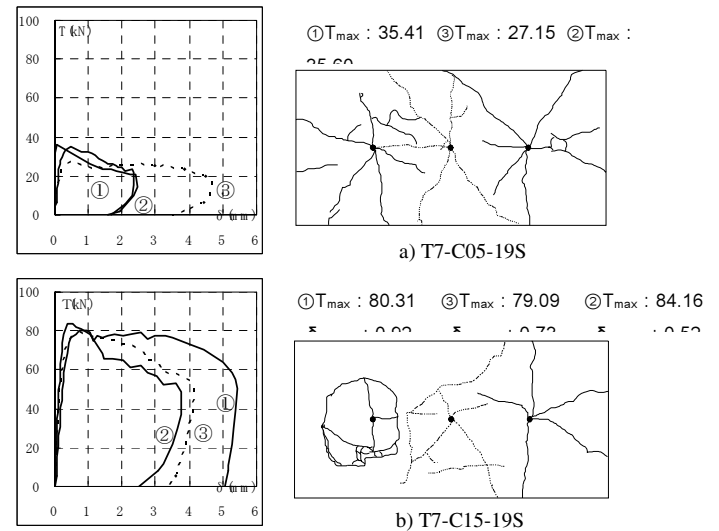 100
T (kN)
80
60
40
20
0
① ② ③
δ (mm)
0 1 2 3 4 5 6
①Tmax : 35.41 ③Tmax : 27.15 ②Tmax :
a) T7-C05-19S
100
T(kN)
80
60
40
20
0
① ② ③
δ (mm)
0 1 2 3 4 5 6
①Tmax : 80.31 ③Tmax : 79.09 ②Tmax : 84.16
b) T7-C15-19S